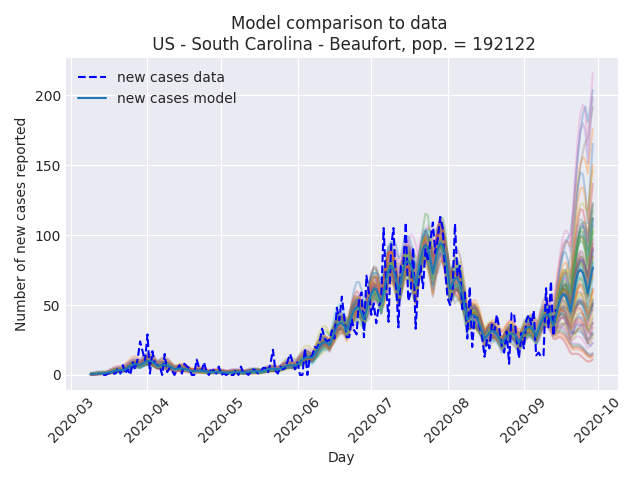 Model comparison to data
US - South Carolina - Beaufort, pop. = 192122
new cases data
new cases model
Number of new cases reported
200
150
100
50
0
2020-03
2020-04
2020-05
2020-06
2020-07
2020-08
2020-09
2020-10
Day